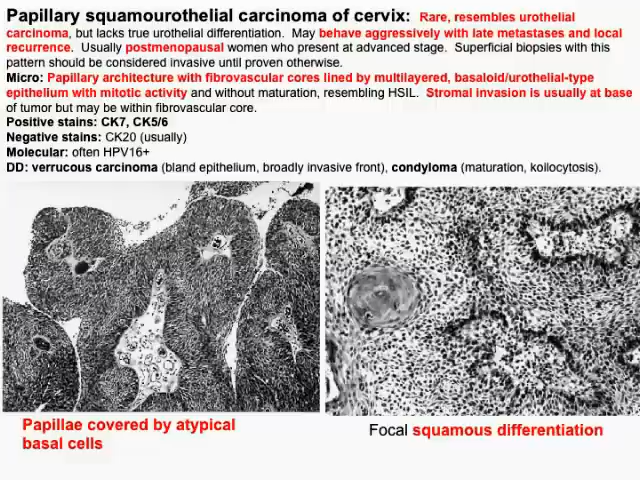 Papillary squamourothelial carcinoma of cervix: Rare, resembles urothelial
carcinoma, but lacks true urothelial differentiation. May behave aggressively with late metastases and local
recurrence. Usually postmenopausal women who present at advanced stage. Superficial biopsies with this
pattern should be considered invasive until proven otherwise.
Micro: Papillary architecture with fibrovascular cores lined by multilayered, basaloid/urothelial-type
epithelium with mitotic activity and without maturation, resembling HSIL. Stromal invasion is usually at base
of tumor but may be within fibrovascular core.
Positive stains: CK7, CK5/6
Negative stains: CK20 (usually)
Molecular: often HPV16+
DD: verrucous carcinoma (bland epithelium, broadly invasive front), condyloma (maturation, koilocytosis).
Papillae covered by atypical
basal cells
Focal squamous differentiation